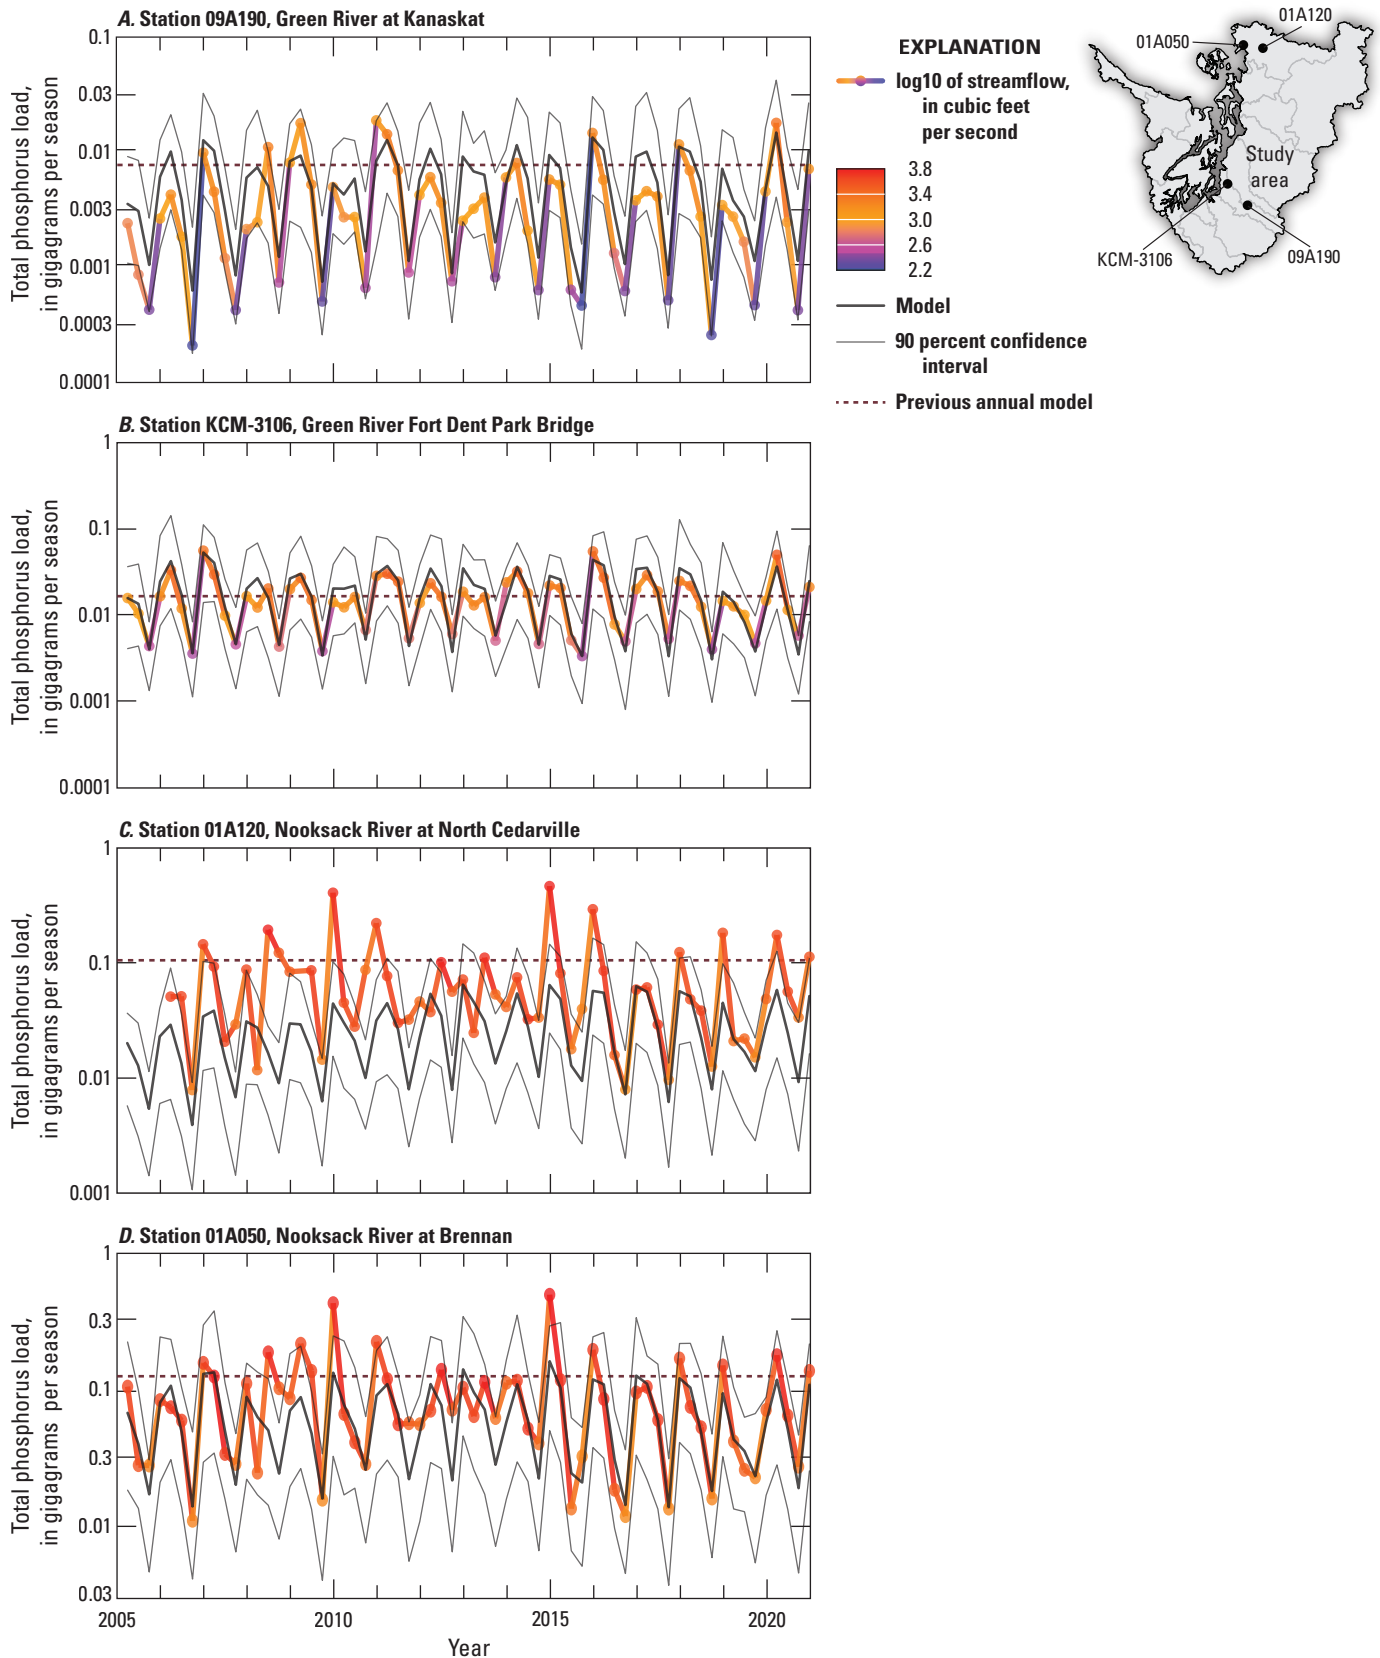 A. Station 09A190, Green River at Kanaskat
0.1
0.03
0.01
0.003
0.001
0.0003
0.0001
Total phosphorus load,
in gigagrams per season
EXPLANATION
log10 of streamflow,
in cubic feet
per second
3.8
3.4
3.0
2.6
2.2
Model
90 percent confidence
interval
Previous annual model
01A120
01A050
Study
area
KCM-3106
09A190
B. Station KCM-3106, Green River Fort Dent Park Bridge
1
0.1
0.01
0.001
0.0001
Total phosphorus load,
in gigagrams per season
C. Station 01A120, Nooksack River at North Cedarville
1
0.1
0.01
0.001
Total phosphorus load,
in gigagrams per season
D. Station 01A050, Nooksack River at Brennan
1
0.3
0.1
0.3
0.01
0.03
Total phosphorus load,
in gigagrams per season
2005
2010
2015
2020
Year